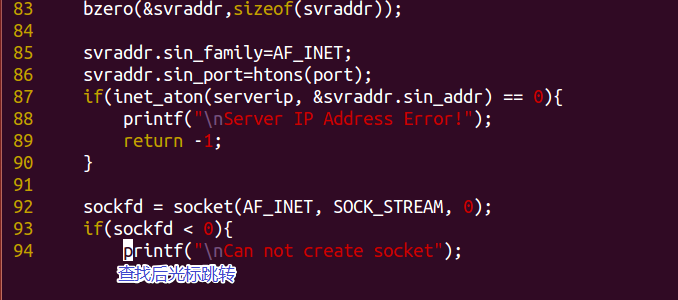 83     bzero(&svraddr,sizeof(svraddr));
84
85     svraddr.sin_family=AF_INET;
86     svraddr.sin_port=htons(port);
87     if(inet_aton(serverip, &svraddr.sin_addr) == 0){
88         printf("\nServer IP Address Error!");
89         return -1;
90     }
91
92     sockfd = socket(AF_INET, SOCK_STREAM, 0);
93     if(sockfd < 0){
94         printf("\nCan not create socket");
查找后光标跳转